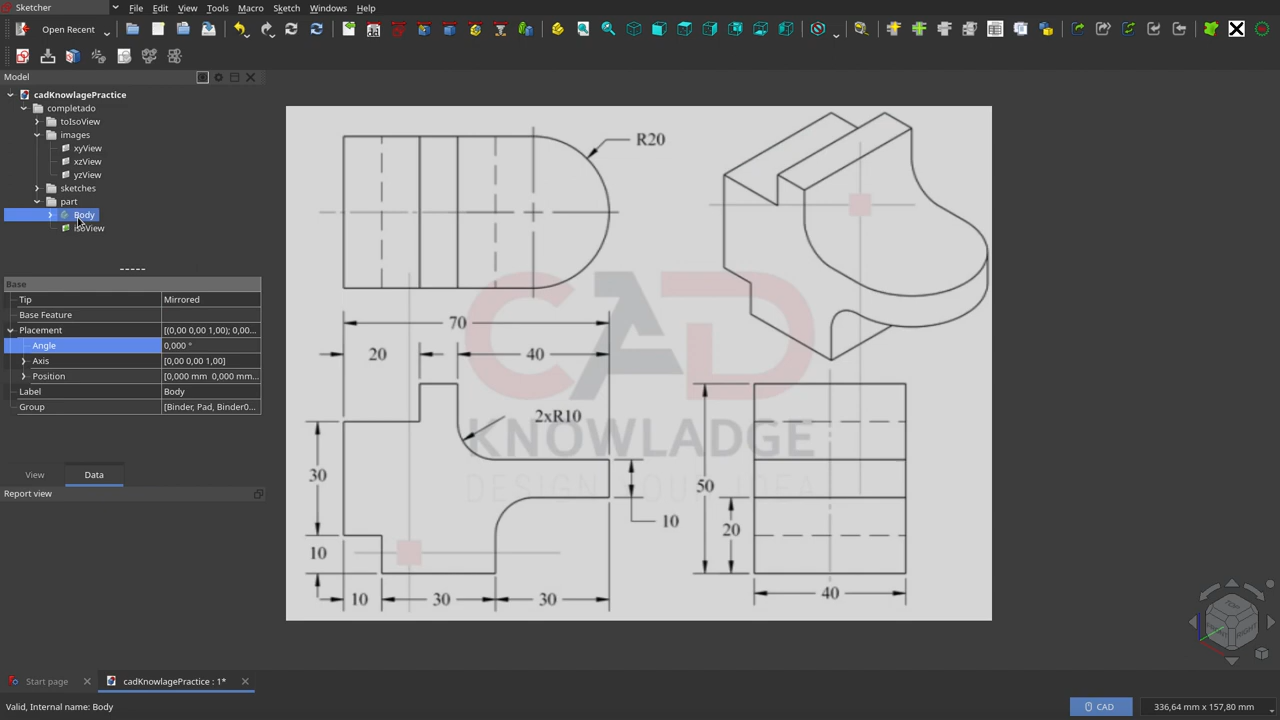 Sketcher File Edit View Tools Macro Sketch Windows Help
Open Recent
Model
cadKnowlagePractice
completado
toIsoView
images
xyView
xzView
yzView
sketches
part
Body
isoView
Base
Tip Mirrored
Base Feature
Placement [(0,00 0,00 1,00); 0,00...
Angle 0,000 °
Axis [0,00 0,00 1,00]
Position [0,000 mm 0,000 mm...
Label Body
Group [Binder, Pad, Binder0...
View Data
Report view
R20
70
20 40
2xR10
CAD
KNOWLADGE
DESIGN YOUR IDEA
30
50
10
20
10
40
10 30 30
TOP
FRONT
RIGHT
Start page cadKnowlagePractice : 1*
Valid, Internal name: Body CAD 336,64 mm x 157,80 mm